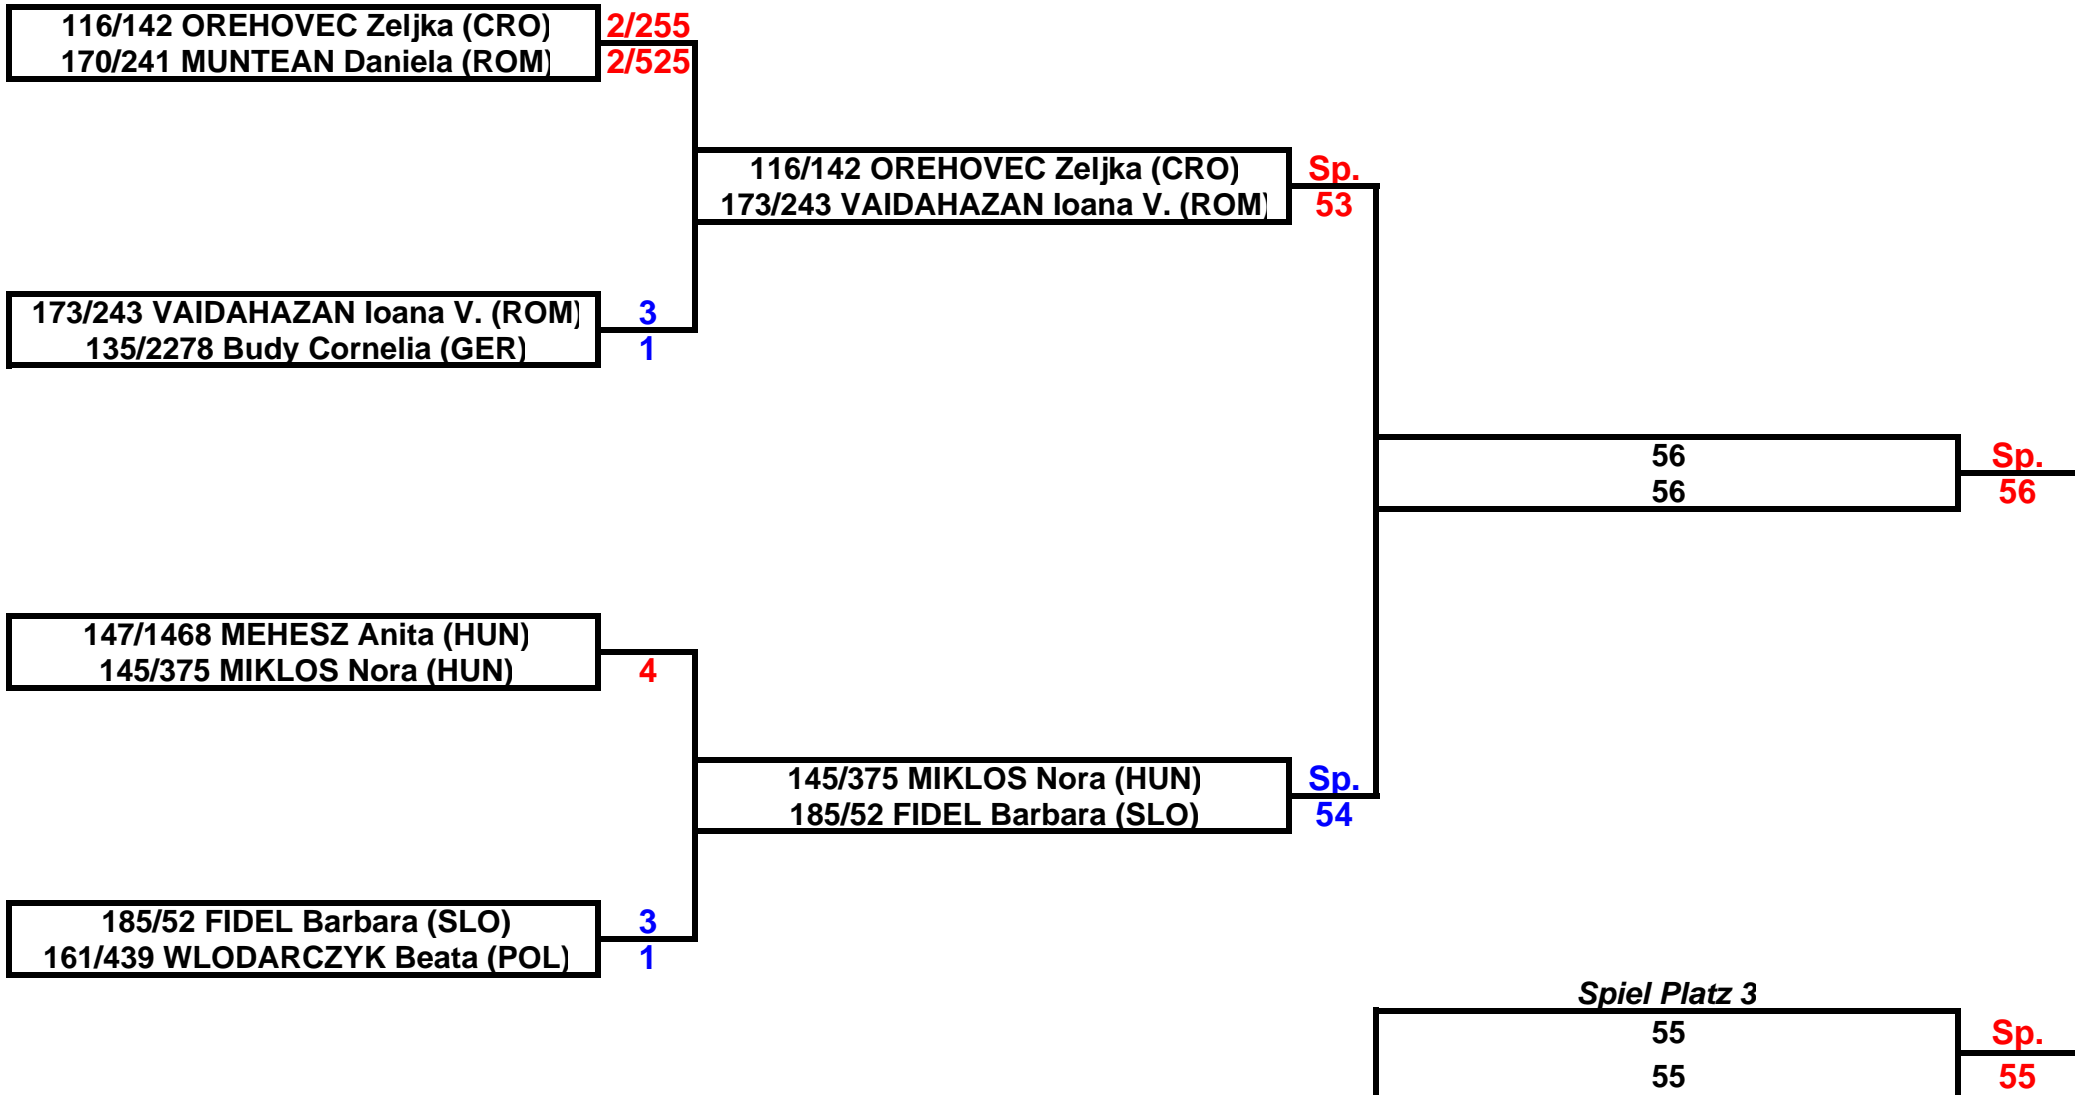 116/142 OREHOVEC Zeljka (CRO) 2/255
170/241 MUNTEAN Daniela (ROM) 2/525
116/142 OREHOVEC Zeljka (CRO) Sp.
173/243 VAIDAHAZAN Ioana V. (ROM) 53
173/243 VAIDAHAZAN Ioana V. (ROM) 3
135/2278 Budy Cornelia (GER) 1
56 Sp.
56 56
147/1468 MEHESZ Anita (HUN)
145/375 MIKLOS Nora (HUN) 4
145/375 MIKLOS Nora (HUN) Sp.
185/52 FIDEL Barbara (SLO) 54
185/52 FIDEL Barbara (SLO) 3
161/439 WLODARCZYK Beata (POL) 1
Spiel Platz 3
55 Sp.
55 55